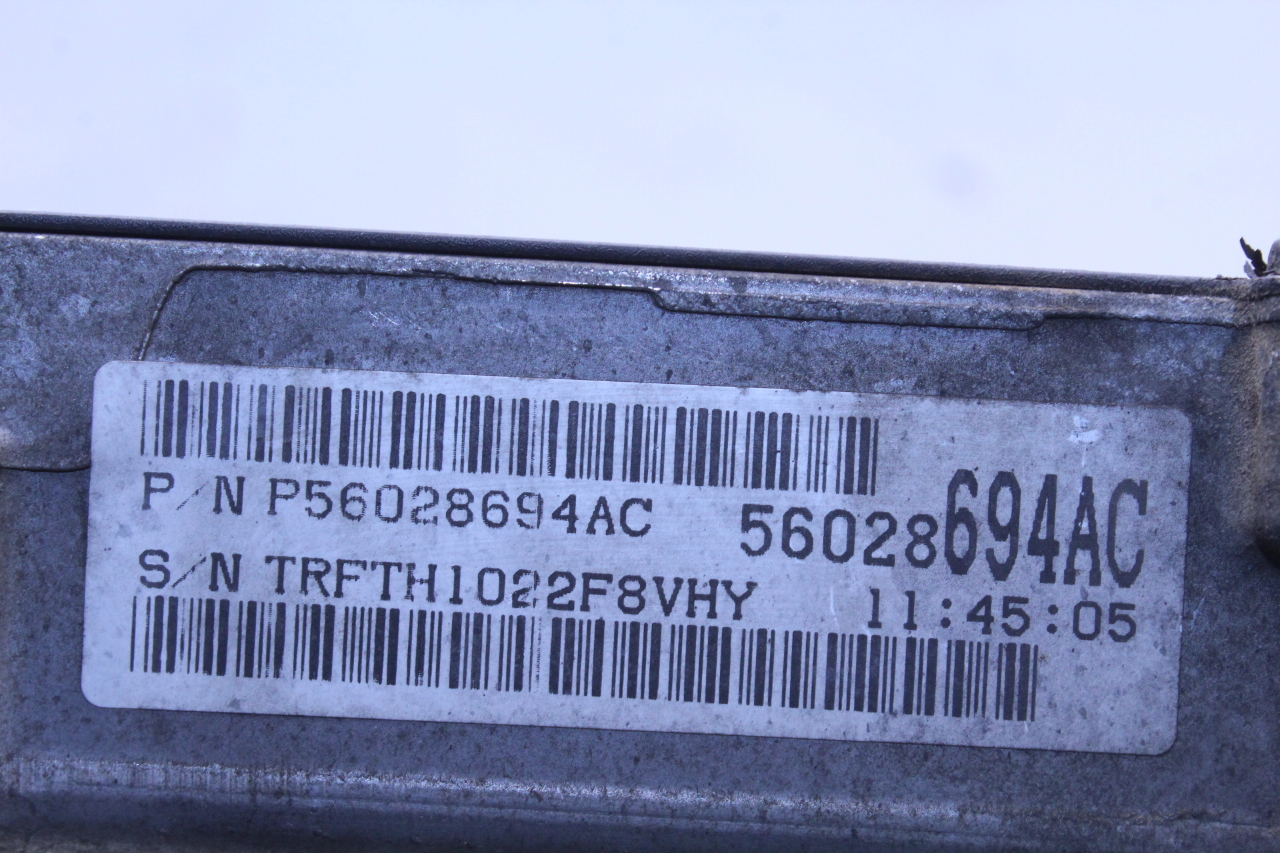 P/N P56028694AC 56028694AC
S/N TRFTH1022F8VHY 11:45:05